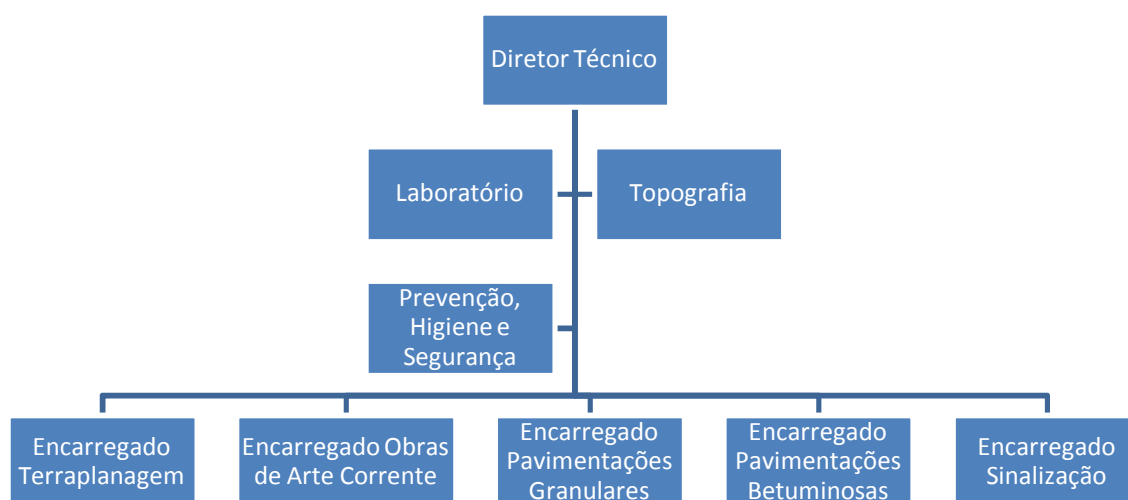 Diretor Técnico
Laboratório
Topografia
Prevenção,
Higiene e
Segurança
Encarregado
Terraplanagem
Encarregado Obras
de Arte Corrente
Encarregado
Pavimentações
Granulares
Encarregado
Pavimentações
Betuminosas
Encarregado
Sinalização